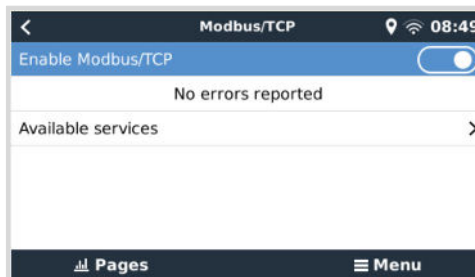 Modbus/TCP 08:49
Enable Modbus/TCP
No errors reported
Available services
Pages Menu